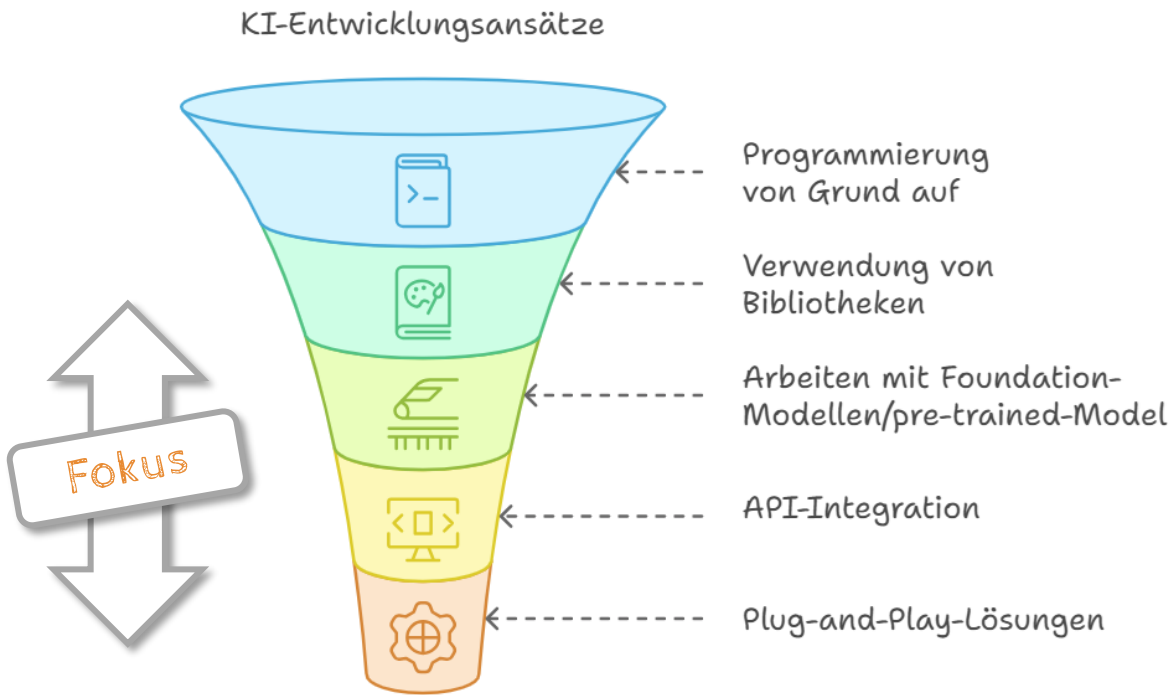 KI-Entwicklungsansätze
Programmierung
von Grund auf
Verwendung von
Bibliotheken
Arbeiten mit Foundation-
Modellen/pre-trained-Model
Fokus
API-Integration
Plug-and-Play-Lösungen